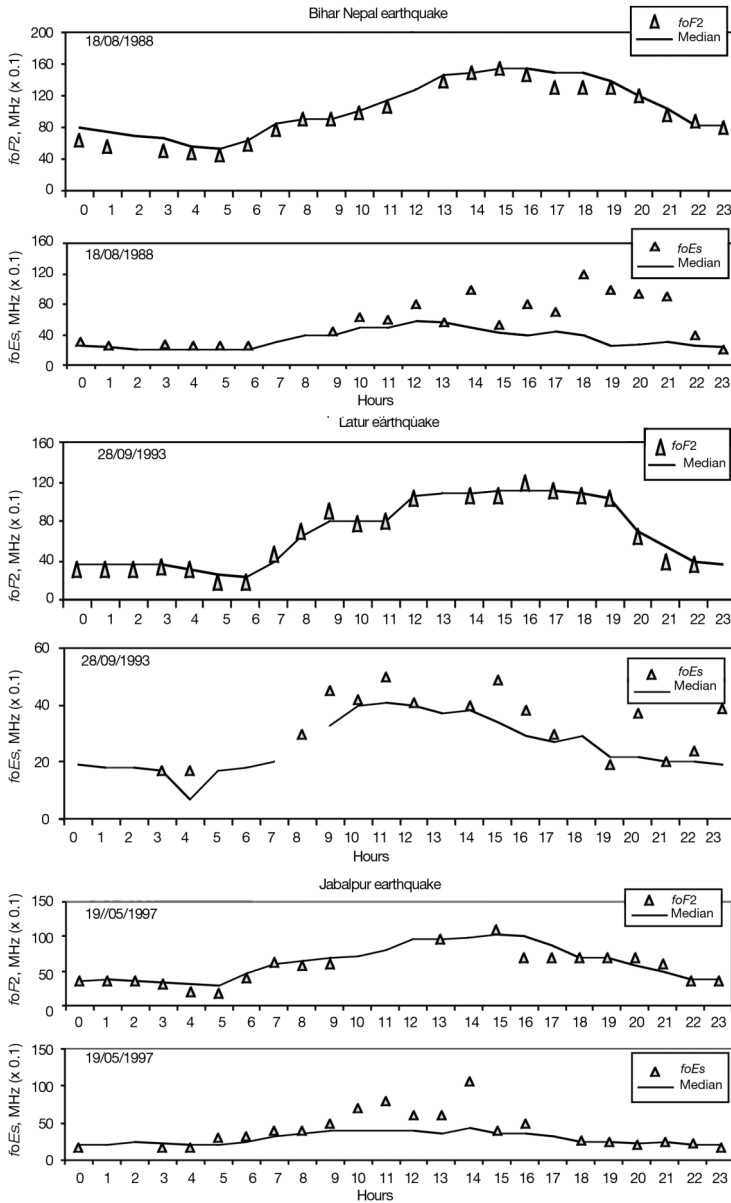 Bihar Nepal earthquake
18/08/1988
foF2
Median
foF2, MHz (x 0.1)
200
160
120
80
40
0
0 1 2 3 4 5 6 7 8 9 10 11 13 14 15 16 17 18 19 20 21 22 23
18/08/1988
foEs
Median
foEs, MHz (x 0.1)
160
120
80
40
0
0 1 2 3 4 5 6 7 8 9 10 11 12 13 14 15 16 17 18 19 20 21 22 23
Hours
Latur earthquake
28/09/1993
foF2
Median
foF2, MHz (x 0.1)
160
120
80
40
0
0 1 2 3 4 5 6 7 8 9 10 11 12 13 14 15 16 17 18 19 20 21 22 23
28/09/1993
foEs
Median
foEs, MHz (x 0.1)
60
40
20
0
0 1 2 3 4 5 6 7 8 9 10 11 12 13 14 15 16 17 18 19 20 21 22 23
Hours
Jabalpur earthquake
19//05/1997
foF2
Median
foF2, MHz (x 0.1)
150
100
50
0
0 1 2 3 4 5 6 7 8 9 10 11 12 13 14 15 16 17 18 19 20 21 22 23
19/05/1997
foEs
Median
foEs, MHz (x 0.1)
150
100
50
0
0 1 2 3 4 5 6 7 8 9 10 11 12 13 14 15 16 17 18 19 20 21 22 23